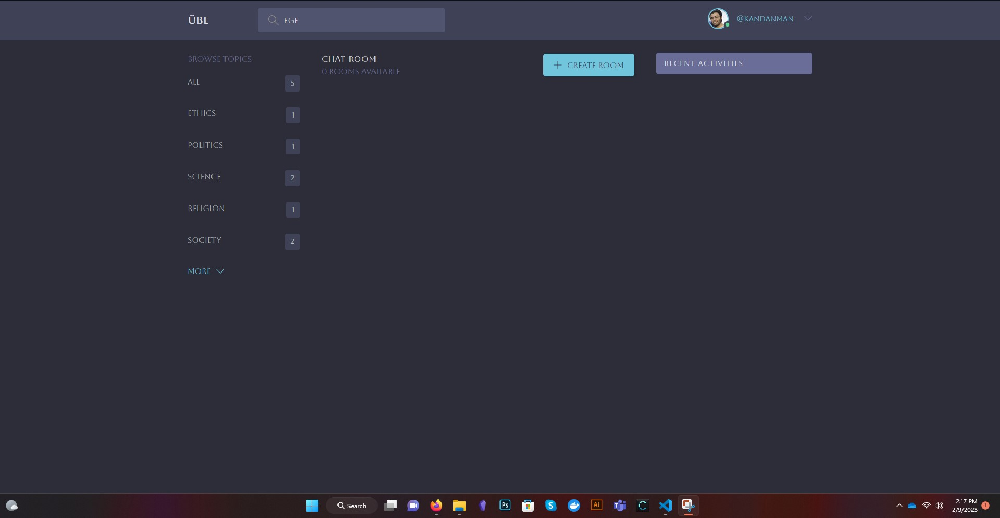 ÜBE
FGF
@KANDANMAN
BROWSE TOPICS
ALL 5
ETHICS 1
POLITICS 1
SCIENCE 2
RELIGION 1
SOCIETY 2
MORE
CHAT ROOM
0 ROOMS AVAILABLE
CREATE ROOM
RECENT ACTIVITIES
Search
Ps
S
Ai
T
C
2:17 PM
2/9/2023
1